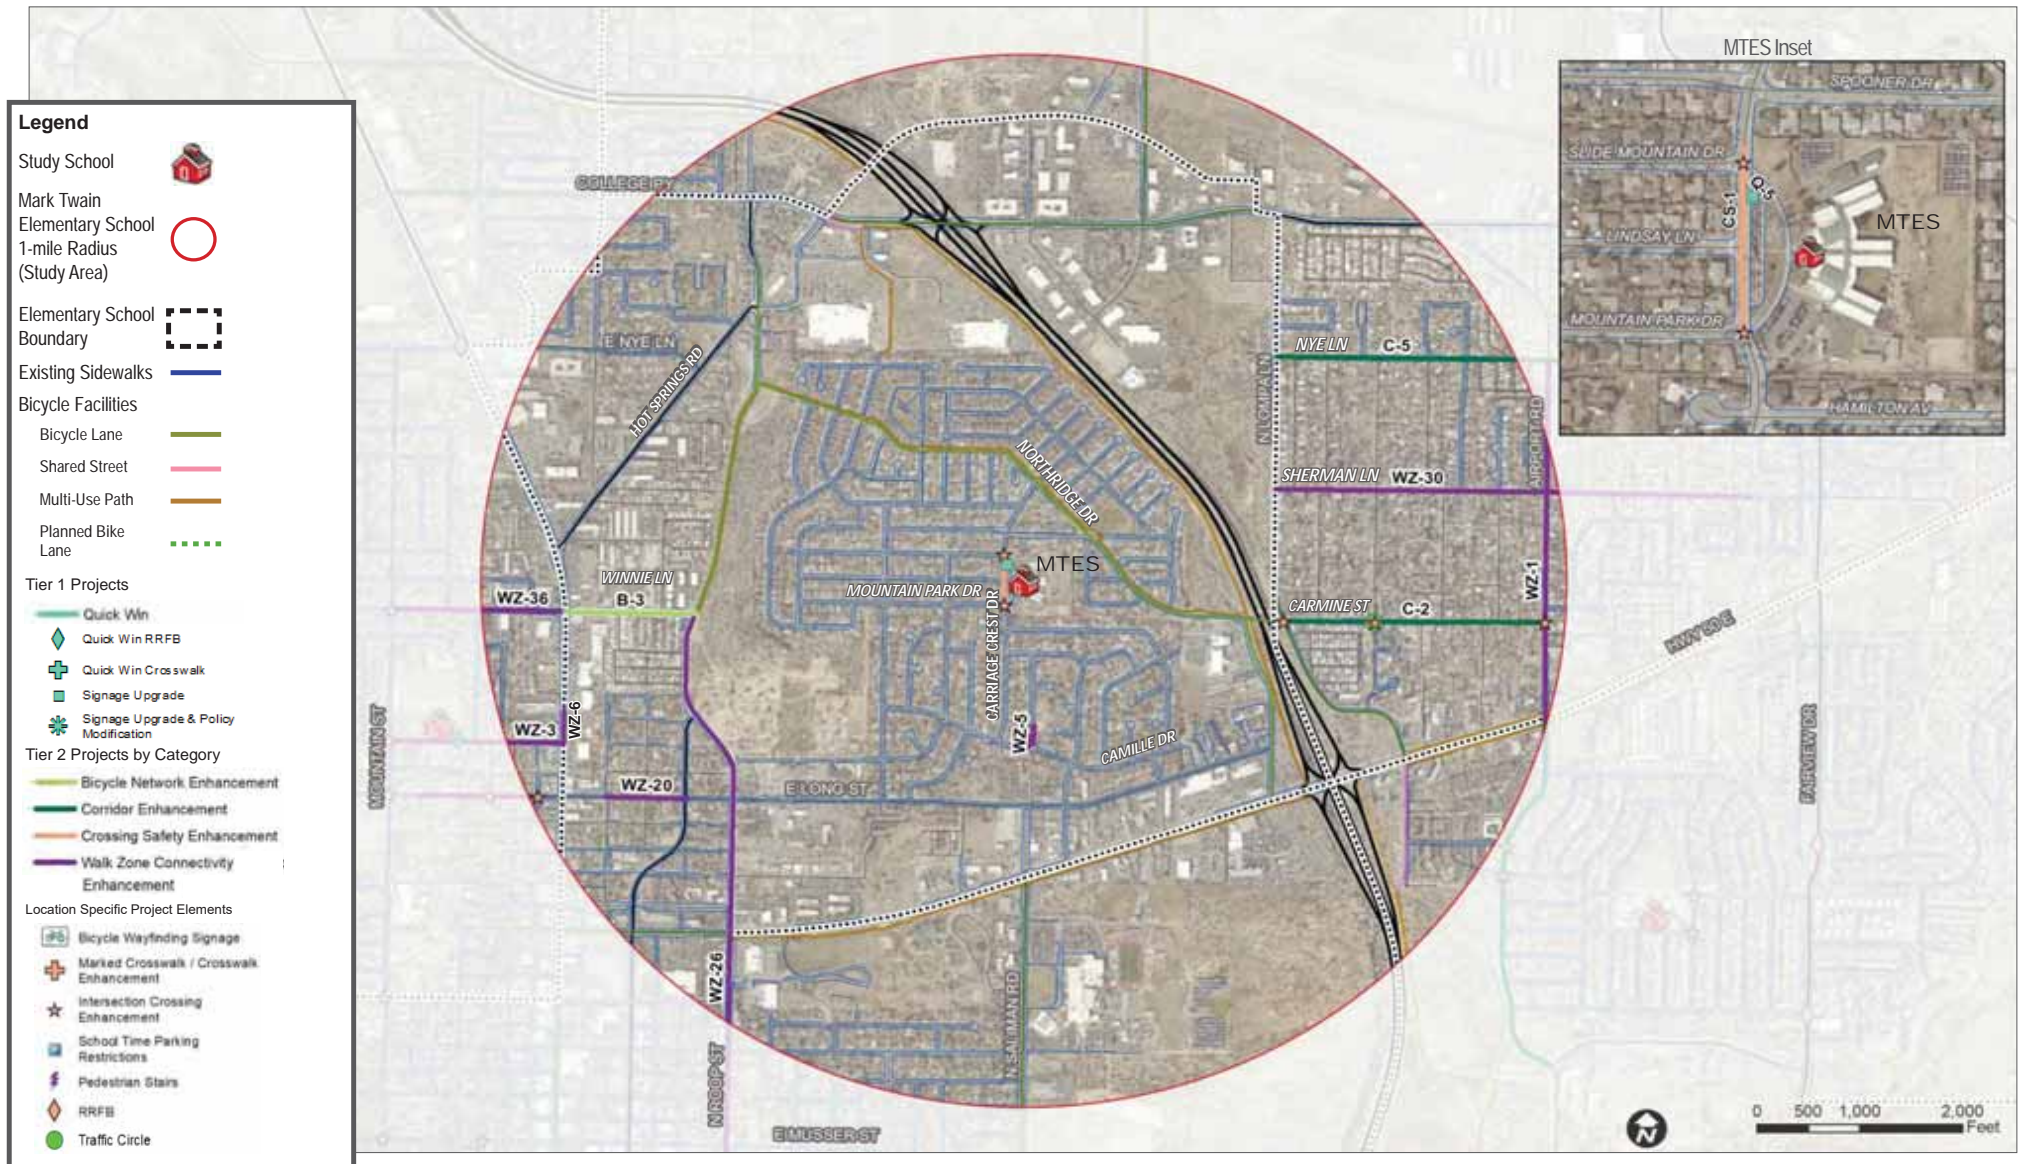 Legend
Study School
Mark Twain
Elementary School
1-mile Radius
(Study Area)
Elementary School
Boundary
Existing Sidewalks
Bicycle Facilities
Bicycle Lane
Shared Street
Multi-Use Path
Planned Bike
Lane
Tier 1 Projects
Quick Win
Quick Win RRFB
Quick Win Crosswalk
Signage Upgrade
Signage Upgrade & Policy
Modification
Tier 2 Projects by Category
Bicycle Network Enhancement
Corridor Enhancement
Crossing Safety Enhancement
Walk Zone Connectivity
Enhancement
Location Specific Project Elements
Bicycle Wayfinding Signage
Marked Crosswalk / Crosswalk
Enhancement
Intersection Crossing
Enhancement
School Time Parking
Restrictions
Pedestrian Stairs
RRFB
Traffic Circle
COLLEGE
E NYE LN
HOT SPRINGS RD
WINNIE LN
WZ-36
B-3
WZ-3
WZ-6
WZ-20
MOUNTAIN ST
E LONG ST
WZ-26
N ROOP ST
E MUSSER ST
N SALIMAN RD
NORTHRIDGE DR
MTES
MOUNTAIN PARK DR
CARRIAGE CREST DR
WZ-5
CAMILLE DR
N LOMPA LN
NYE LN
C-5
AIRPORT RD
SHERMAN LN
WZ-30
WZ-1
CARMINE ST
C-2
HWY 50 E
FAIRVIEW DR
MTES Inset
SPOONER DR
SLIDE MOUNTAIN DR
Q-5
CS-1
MTES
LINDSAY LN
MOUNTAIN PARK DR
HAMILTON AV
N
0 500 1,000 2,000
Feet